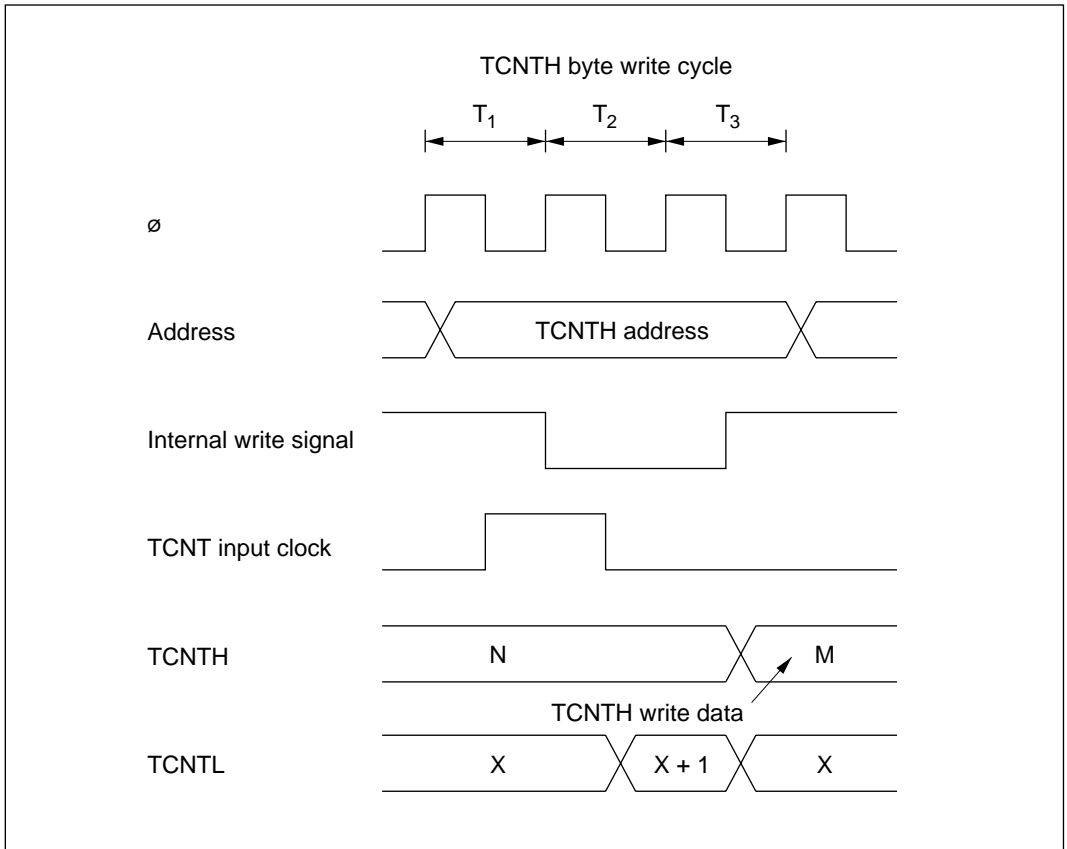 TCNTH byte write cycle
T1 T2 T3
ø
Address TCNTH address
Internal write signal
TCNT input clock
TCNTH N M
TCNTH write data
TCNTL X X + 1 X